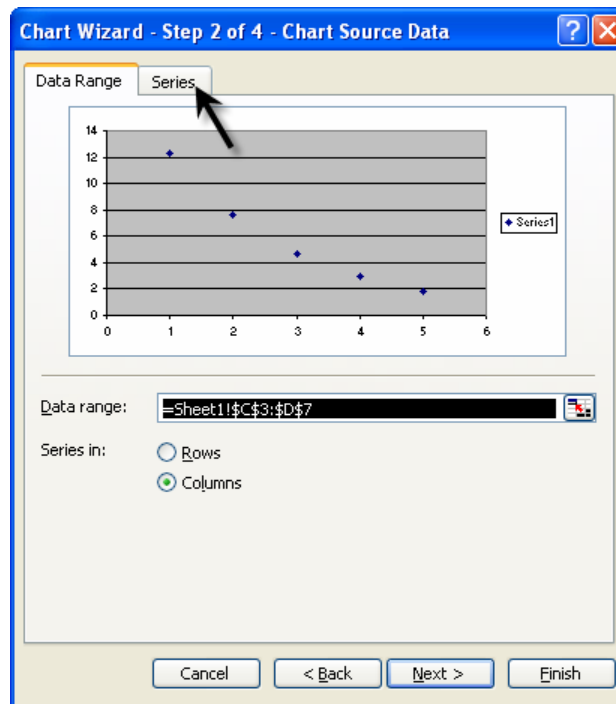 Chart Wizard - Step 2 of 4 - Chart Source Data
Data Range Series
14
12
10
8
6
4
2
0
0 1 2 3 4 5 6
Series1
Data range: =Sheet1!$C$3:$D$7
Series in: Rows
Columns
Cancel < Back Next > Finish